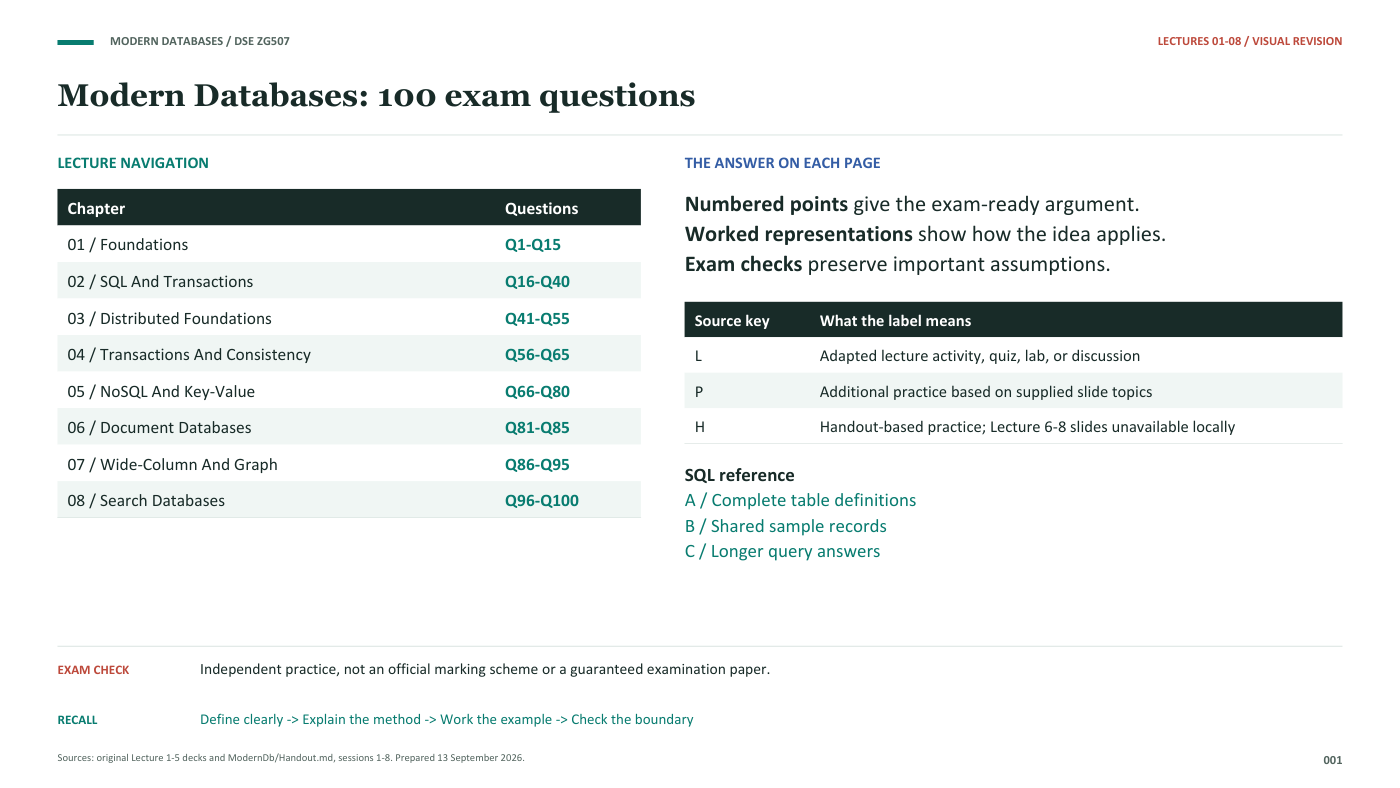 MODERN DATABASES / DSE ZG507
LECTURES 01-08 / VISUAL REVISION
Modern Databases: 100 exam questions
LECTURE NAVIGATION
Chapter Questions
01 / Foundations Q1-Q15
02 / SQL And Transactions Q16-Q40
03 / Distributed Foundations Q41-Q55
04 / Transactions And Consistency Q56-Q65
05 / NoSQL And Key-Value Q66-Q80
06 / Document Databases Q81-Q85
07 / Wide-Column And Graph Q86-Q95
08 / Search Databases Q96-Q100
THE ANSWER ON EACH PAGE
Numbered points give the exam-ready argument.
Worked representations show how the idea applies.
Exam checks preserve important assumptions.
Source key What the label means
L Adapted lecture activity, quiz, lab, or discussion
P Additional practice based on supplied slide topics
H Handout-based practice; Lecture 6-8 slides unavailable locally
SQL reference
A / Complete table definitions
B / Shared sample records
C / Longer query answers
EXAM CHECK Independent practice, not an official marking scheme or a guaranteed examination paper.
RECALL Define clearly -> Explain the method -> Work the example -> Check the boundary
Sources: original Lecture 1-5 decks and ModernDb/Handout.md, sessions 1-8. Prepared 13 September 2026.
001